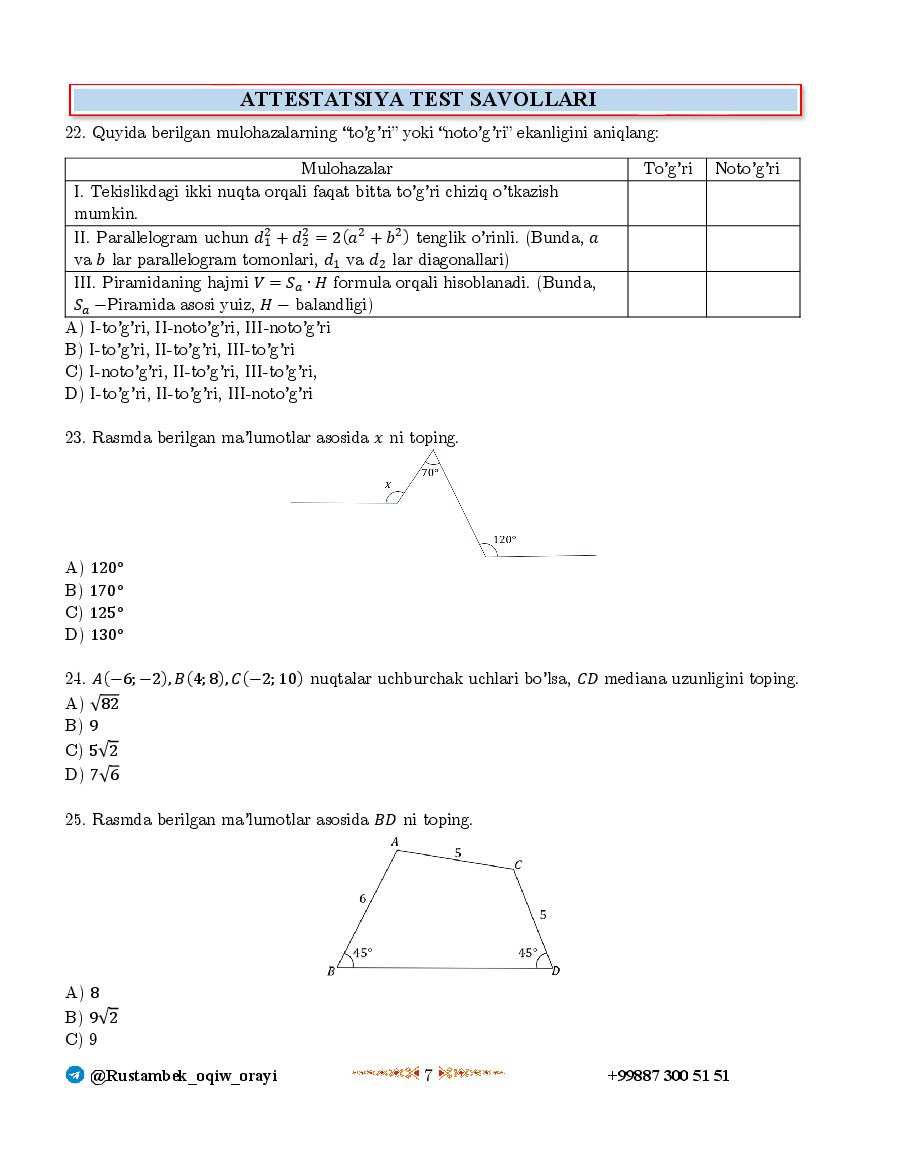 ATTESTATSIYA TEST SAVOLLARI
22. Quyida berilgan mulohazalarning “to’g’ri” yoki “noto’g’ri” ekanligini aniqlang:
Mulohazalar To’g’ri Noto’g’ri
I. Tekislikdagi ikki nuqta orqali faqat bitta to’g’ri chiziq o’tkazish
mumkin.
II. Parallelogram uchun d₁² + d₂² = 2(a² + b²) tenglik o’rinli. (Bunda, a
va b lar parallelogram tomonlari, d₁ va d₂ lar diagonallari)
III. Piramidaning hajmi V = Sₐ · H formula orqali hisoblanadi. (Bunda,
Sₐ −Piramida asosi yuiz, H − balandligi)
A) I-to’g’ri, II-noto’g’ri, III-noto’g’ri
B) I-to’g’ri, II-to’g’ri, III-to’g’ri
C) I-noto’g’ri, II-to’g’ri, III-to’g’ri,
D) I-to’g’ri, II-to’g’ri, III-noto’g’ri
23. Rasmda berilgan ma’lumotlar asosida x ni toping.
70°
x
120°
A) 120°
B) 170°
C) 125°
D) 130°
24. A(−6; −2), B(4; 8), C(−2; 10) nuqtalar uchburchak uchlari bo’lsa, CD mediana uzunligini toping.
A) √82
B) 9
C) 5√2
D) 7√6
25. Rasmda berilgan ma’lumotlar asosida BD ni toping.
A
5
C
6
5
45° 45°
B D
A) 8
B) 9√2
C) 9
@Rustambek_oqiw_orayi 7 +99887 300 51 51